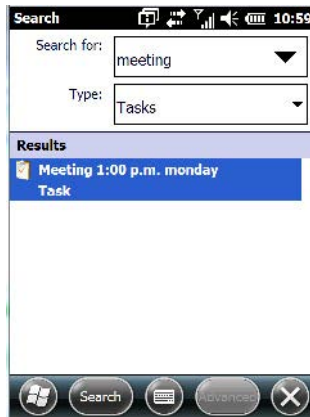 Search 10:59
Search for:
meeting
Type:
Tasks
Results
Meeting 1:00 p.m. monday
Task
Search Advanced